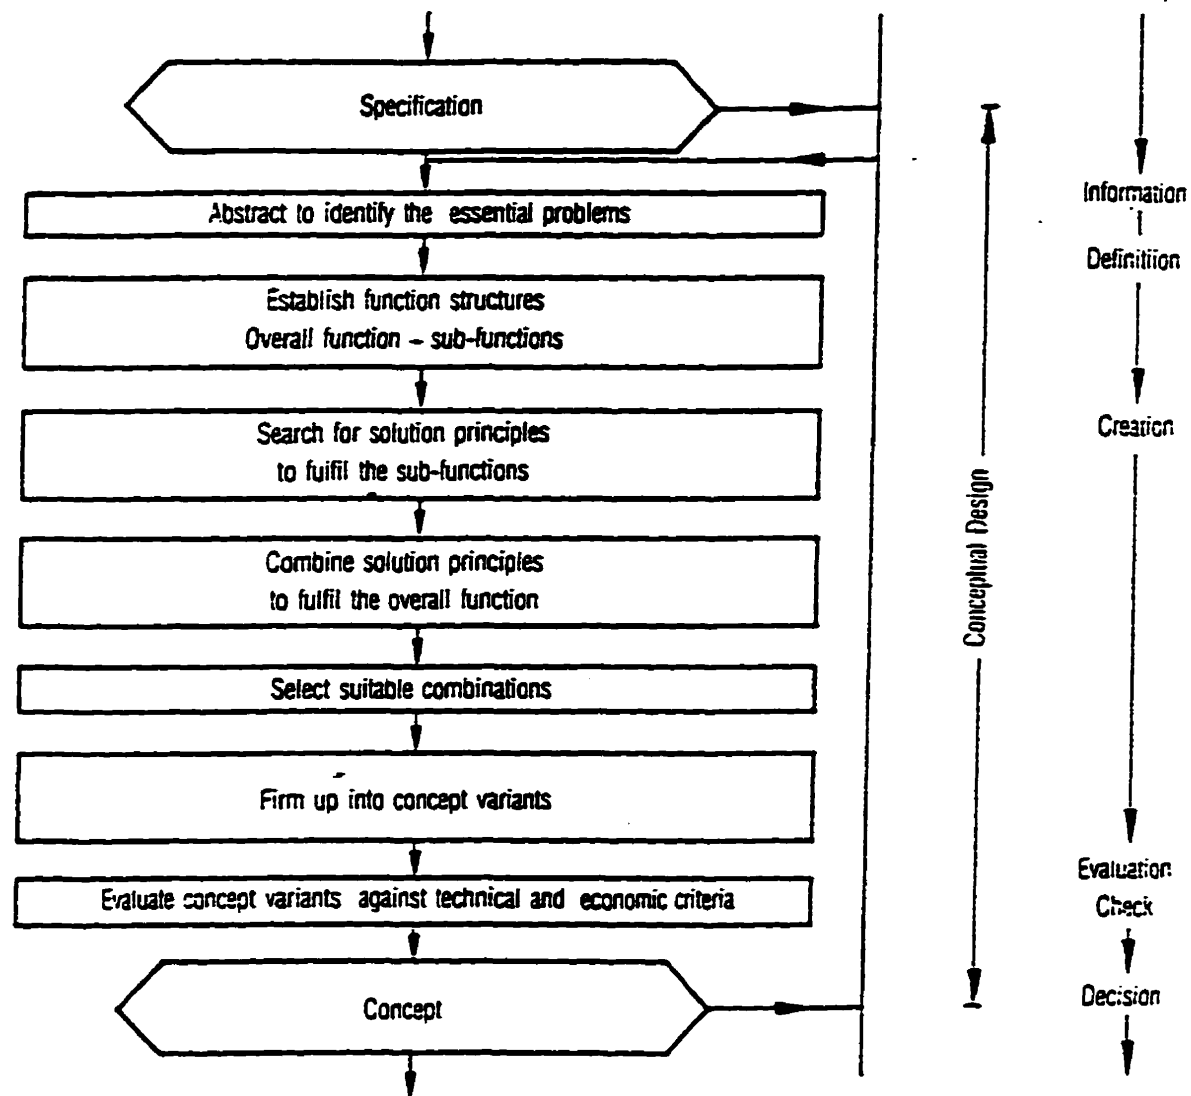 Specification
Abstract to identify the essential problems
Establish function structures
Overall function – sub-functions
Search for solution principles
to fulfil the sub-functions
Combine solution principles
to fulfil the overall function
Select suitable combinations
Firm up into concept variants
Evaluate concept variants against technical and economic criteria
Concept
Conceptual Design
Information
Definitiion
Creation
Evaluation
Check
Decision